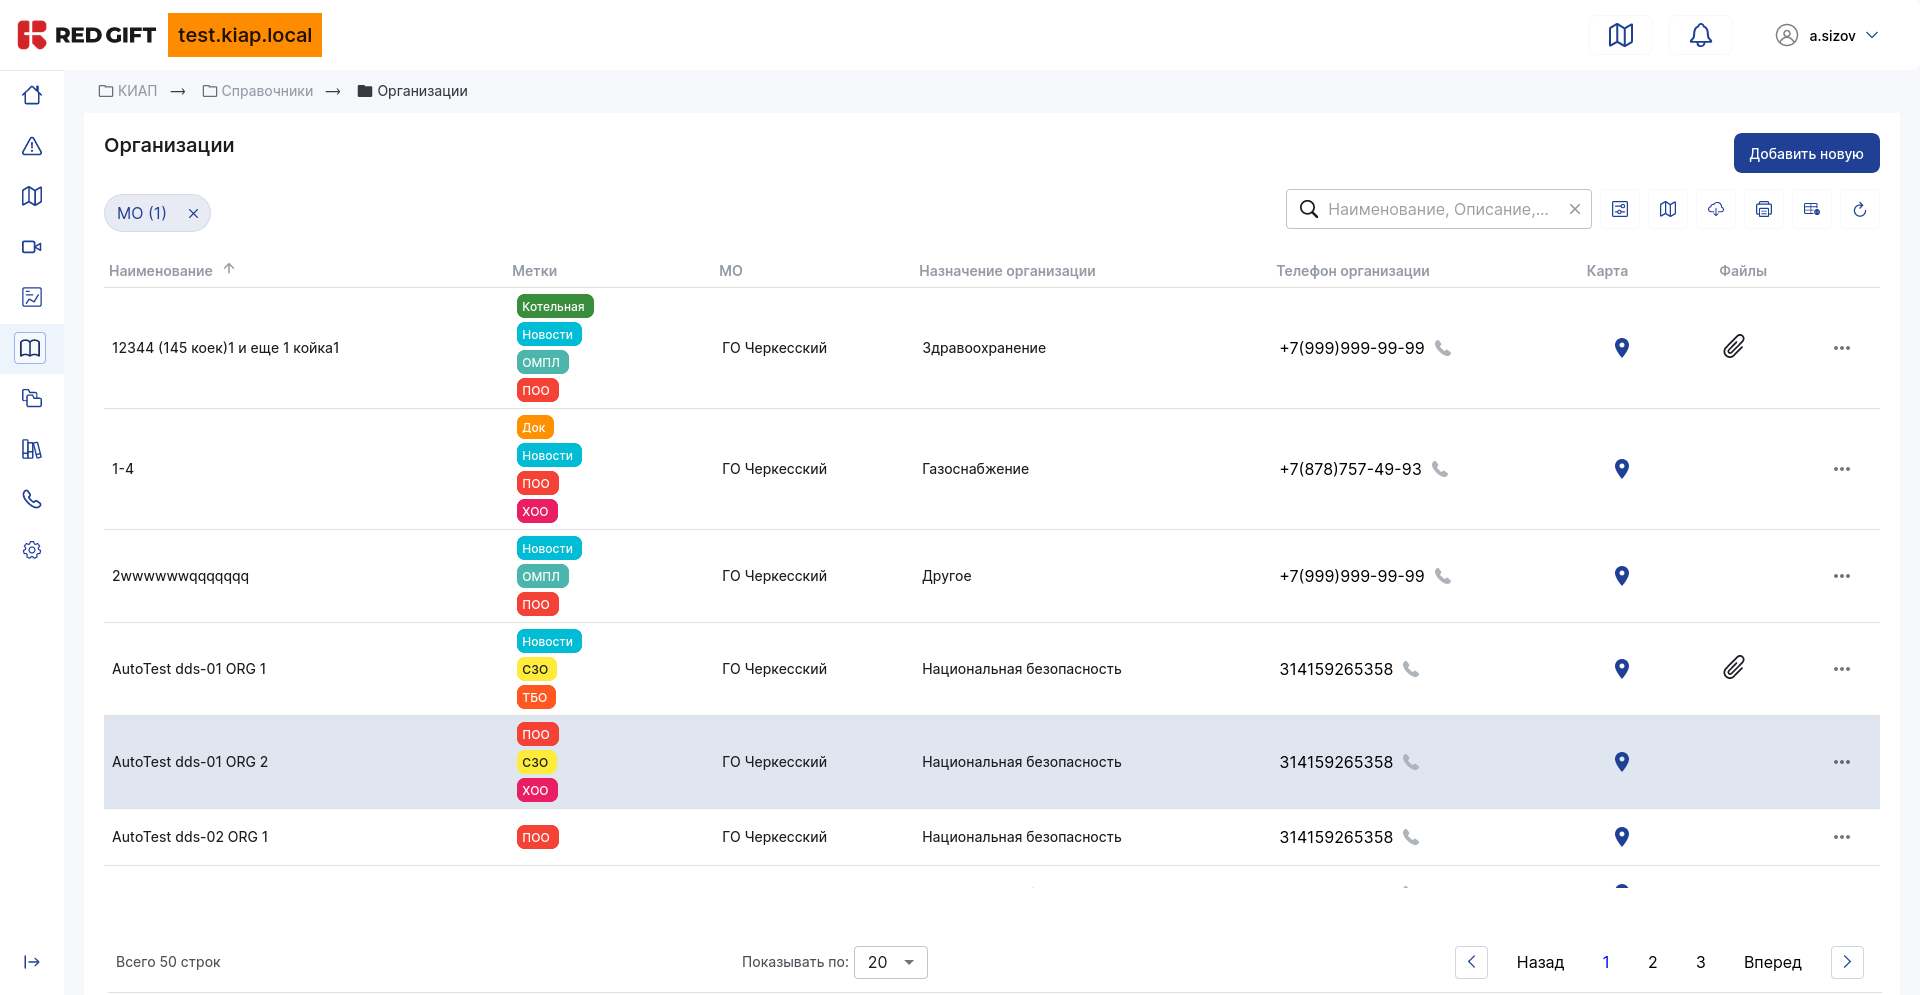 RED GIFT test.kiap.local a.sizov
КИАП → Справочники → Организации
Организации
Добавить новую
МО (1)
Наименование, Описание,...
Наименование Метки МО Назначение организации Телефон организации Карта Файлы
Котельная
Новости
12344 (145 коек)1 и еще 1 койка1 ГО Черкесский Здравоохранение +7(999)999-99-99
ОМПЛ
ПОО
Док
Новости
1-4 ГО Черкесский Газоснабжение +7(878)757-49-93
ПОО
ХОО
Новости
2wwwwwwqqqqqqq ОМПЛ ГО Черкесский Другое +7(999)999-99-99
ПОО
Новости
AutoTest dds-01 ORG 1 СЗО ГО Черкесский Национальная безопасность 314159265358
ТБО
ПОО
AutoTest dds-01 ORG 2 СЗО ГО Черкесский Национальная безопасность 314159265358
ХОО
AutoTest dds-02 ORG 1 ПОО ГО Черкесский Национальная безопасность 314159265358
Всего 50 строк Показывать по: 20 Назад 1 2 3 Вперед